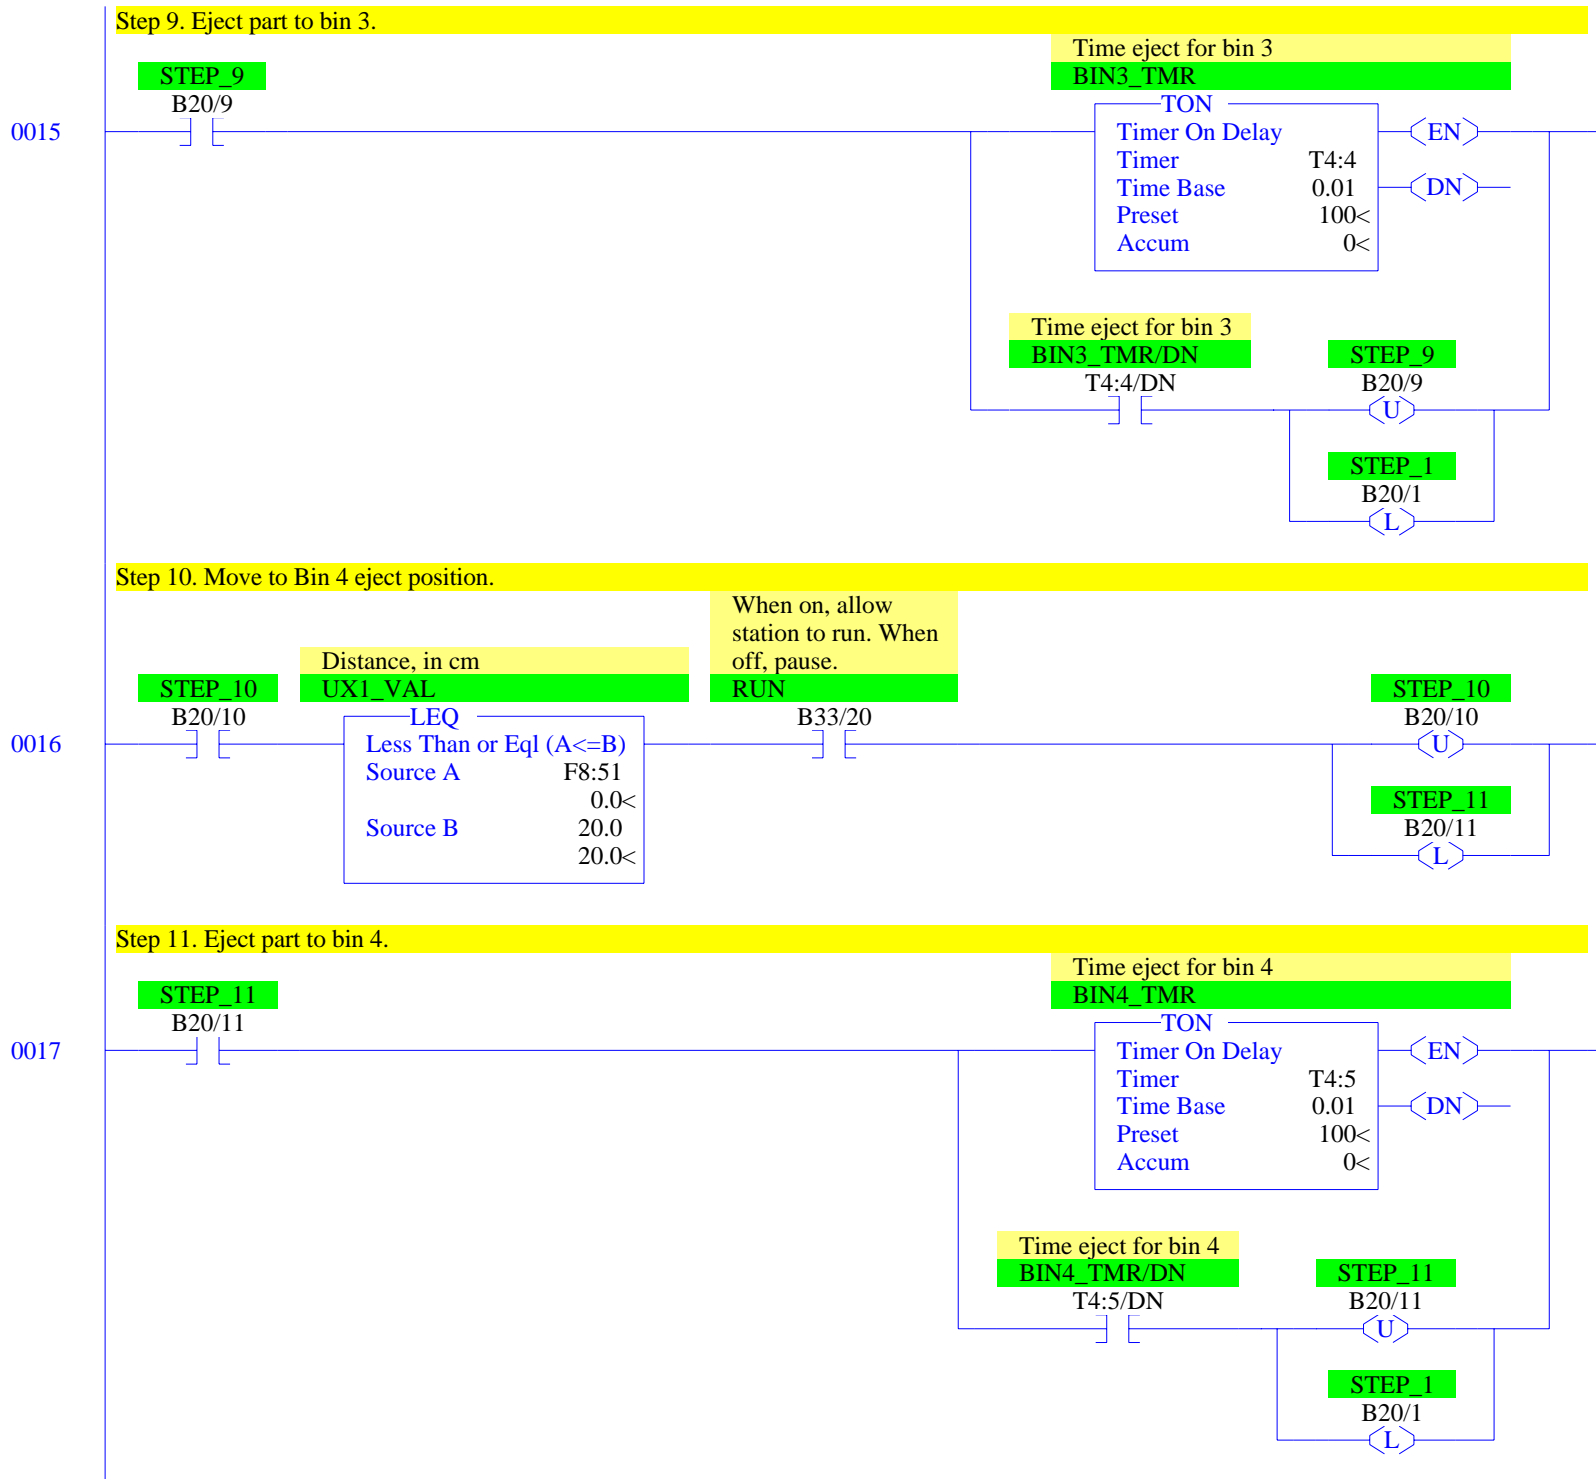 Step 9. Eject part to bin 3.
Time eject for bin 3
STEP_9
BIN3_TMR
B20/9
TON
0015
Timer On Delay
EN
Timer
T4:4
Time Base
0.01
DN
Preset
100<
Accum
0<
Time eject for bin 3
BIN3_TMR/DN
STEP_9
T4:4/DN
B20/9
U
STEP_1
B20/1
L
Step 10. Move to Bin 4 eject position.
When on, allow
station to run. When
off, pause.
Distance, in cm
STEP_10
UX1_VAL
RUN
STEP_10
B20/10
LEQ
B33/20
B20/10
0016
Less Than or Eql (A<=B)
U
Source A
F8:51
0.0<
STEP_11
Source B
20.0
B20/11
20.0<
L
Step 11. Eject part to bin 4.
Time eject for bin 4
STEP_11
BIN4_TMR
B20/11
TON
0017
Timer On Delay
EN
Timer
T4:5
Time Base
0.01
DN
Preset
100<
Accum
0<
Time eject for bin 4
BIN4_TMR/DN
STEP_11
T4:5/DN
B20/11
U
STEP_1
B20/1
L